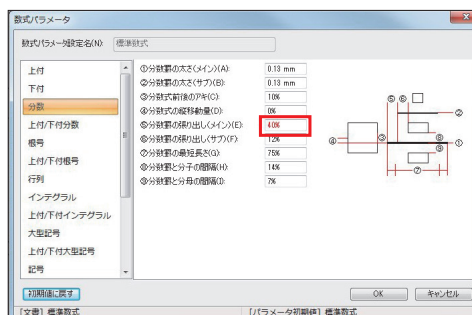 数式パラメータ
数式パラメータ設定名(N): 標準数式
上付
下付
分数
上付/下付分数
根号
上付/下付根号
行列
インテグラル
上付/下付インテグラル
大型記号
上付/下付大型記号
記号
①分数罫の太さ(メイン)(A): 0.13 mm
②分数罫の太さ(サブ)(B): 0.13 mm
③分数式前後のアキ(C): 10%
④分数式の縦移動量(D): 0%
⑤分数罫の張り出し(メイン)(E): 40%
⑥分数罫の張り出し(サブ)(F): 12%
⑦分数罫の最短長さ(G): 75%
⑧分数罫と分子の間隔(H): 14%
⑨分数罫と分母の間隔(I): 7%
⑤ ⑥
②
④ ③ ⑧ ①
⑨
⑦
初期値に戻す OK キャンセル
[文書] 標準数式 [パラメータ初期値] 標準数式